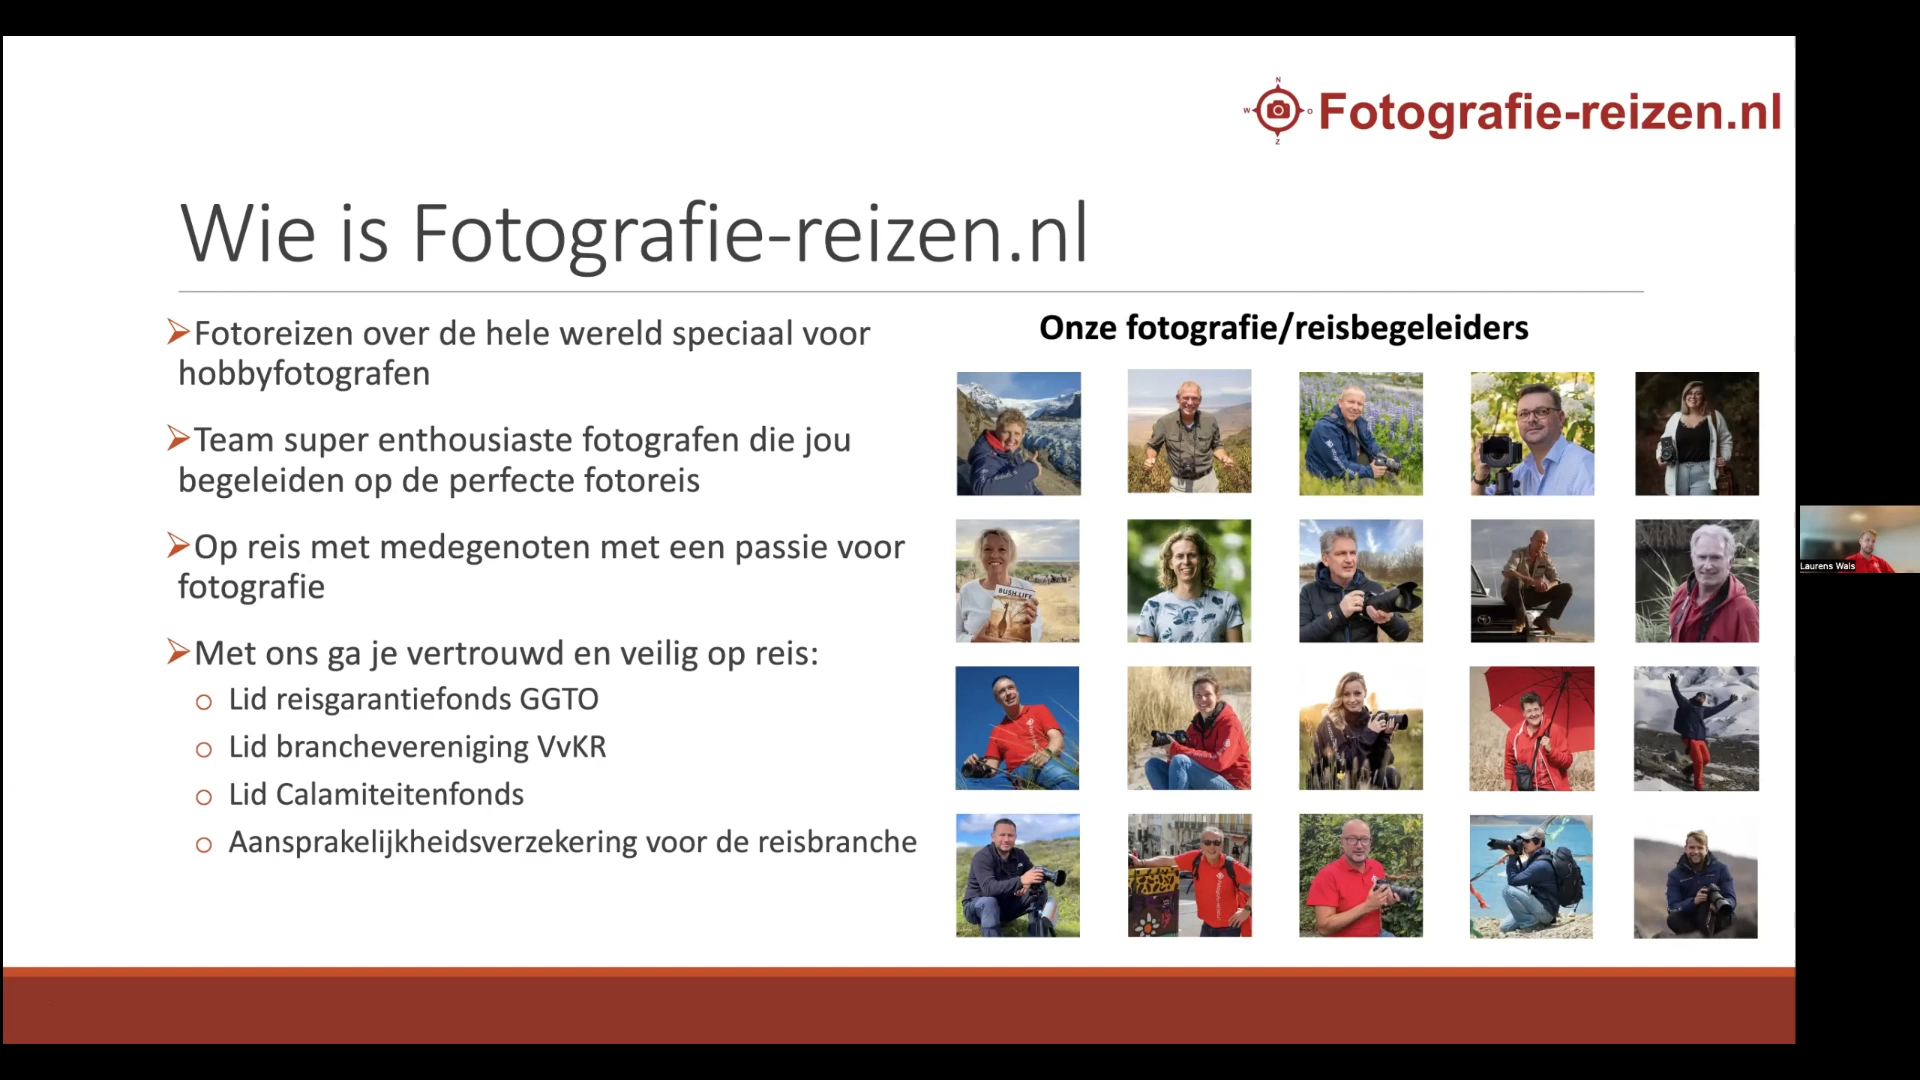 N
W O
Z
Fotografie-reizen.nl
Wie is Fotografie-reizen.nl
Fotoreizen over de hele wereld speciaal voor
hobbyfotografen
Team super enthousiaste fotografen die jou
begeleiden op de perfecte fotoreis
Op reis met medegenoten met een passie voor
fotografie
Met ons ga je vertrouwd en veilig op reis:
o Lid reisgarantiefonds GGTO
o Lid branchevereniging VvKR
o Lid Calamiteitenfonds
o Aansprakelijkheidsverzekering voor de reisbranche
Onze fotografie/reisbegeleiders
BUSH LIFE
Laurens Wals